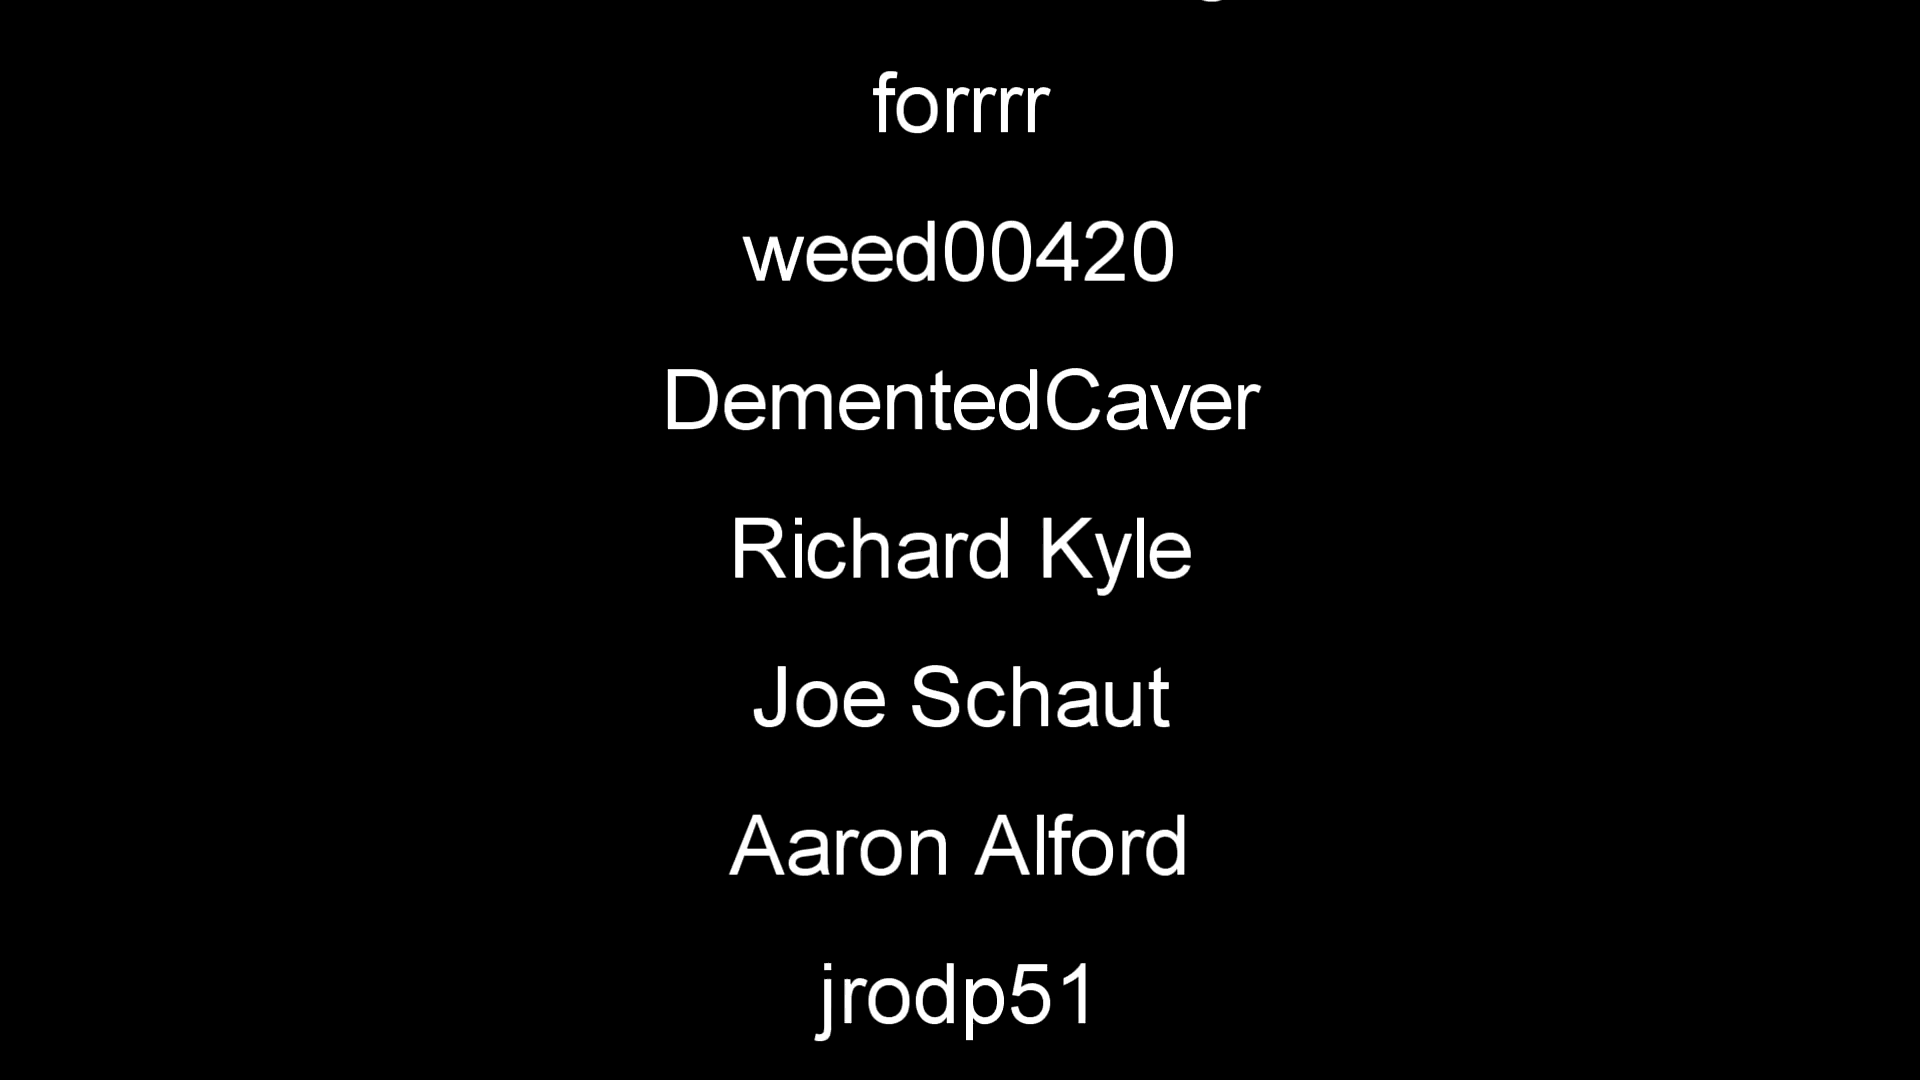 forrrr
weed00420
DementedCaver
Richard Kyle
Joe Schaut
Aaron Alford
jrodp51